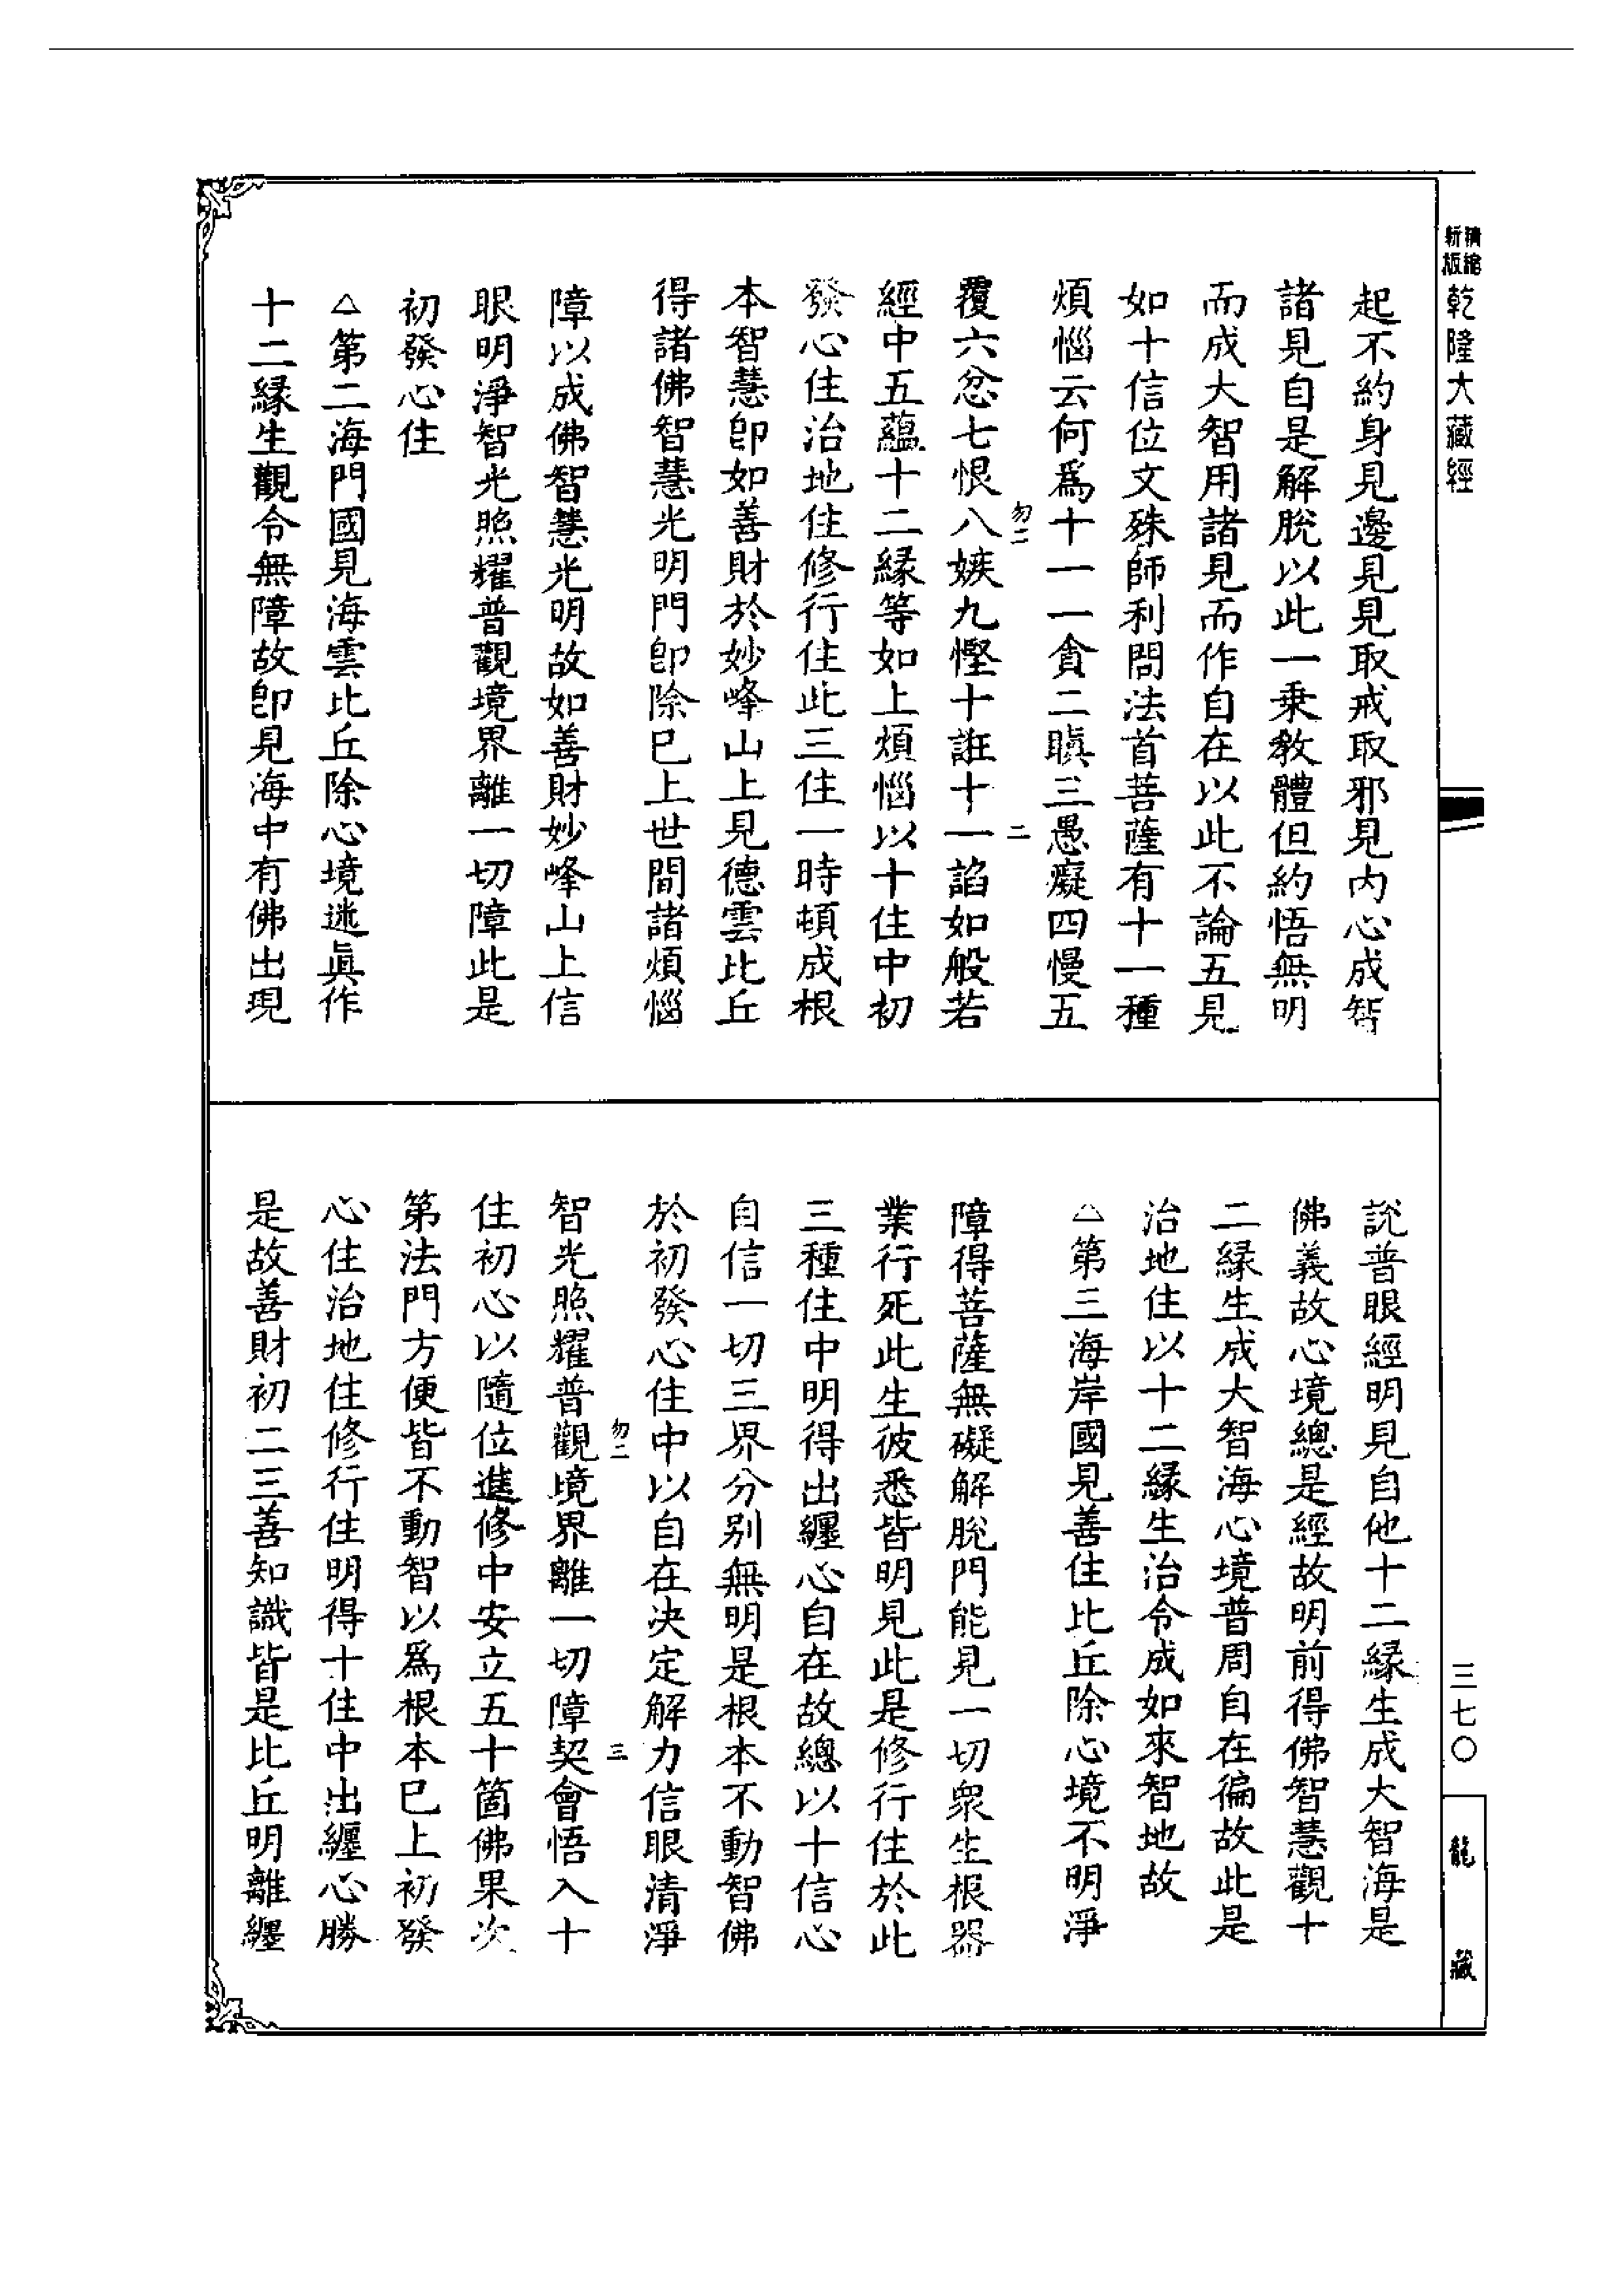 精縮
新版
乾隆大藏經
起不約身見邊見見取戒取邪見內心成智
諸見自是解脫以此一乘教體但約悟無明
而成大智用諸見而作自在以此不論五見
如十信位文殊師利問法首菩薩有十一種
煩惱云何爲十一一貪二瞋三愚癡四慢五
勿二
二
覆六忿七恨八嫉九慳十誑十一諂如般若
經中五蘊十二緣等如上煩惱以十住中初
發心住治地住修行住此三住一時頓成根
本智慧卽如善財於妙峰山上見德雲比丘
得諸佛智慧光明門卽除巳上世間諸煩惱
障以成佛智慧光明故如善財妙峰山上信
眼明淨智光照耀普觀境界離一切障此是
初發心住
△第二海門國見海雲比丘除心境迷眞作
十二緣生觀令無障故卽見海中有佛出現
說普眼經明見自他十二緣生成大智海是
佛義故心境總是經故明前得佛智慧觀十
二緣生成大智海心境普周自在徧故此是
治地住以十二緣生治令成如來智地故
△第三海岸國見善住比丘除心境不明淨
障得菩薩無礙解脫門能見一切眾生根器
業行死此生彼悉皆明見此是修行住於此
三種住中明得出纏心自在故總以十信心
自信一切三界分別無明是根本不動智佛
於初發心住中以自在決定解力信眼清淨
勿二
三
智光照耀普觀境界離一切障契會悟入十
住初心以隨位進修中安立五十箇佛果次
第法門方便皆不動智以爲根本巳上初發
心住治地住修行住明得十住中出纏心勝
是故善財初二三善知識皆是比丘明離纏
三七〇
龍藏